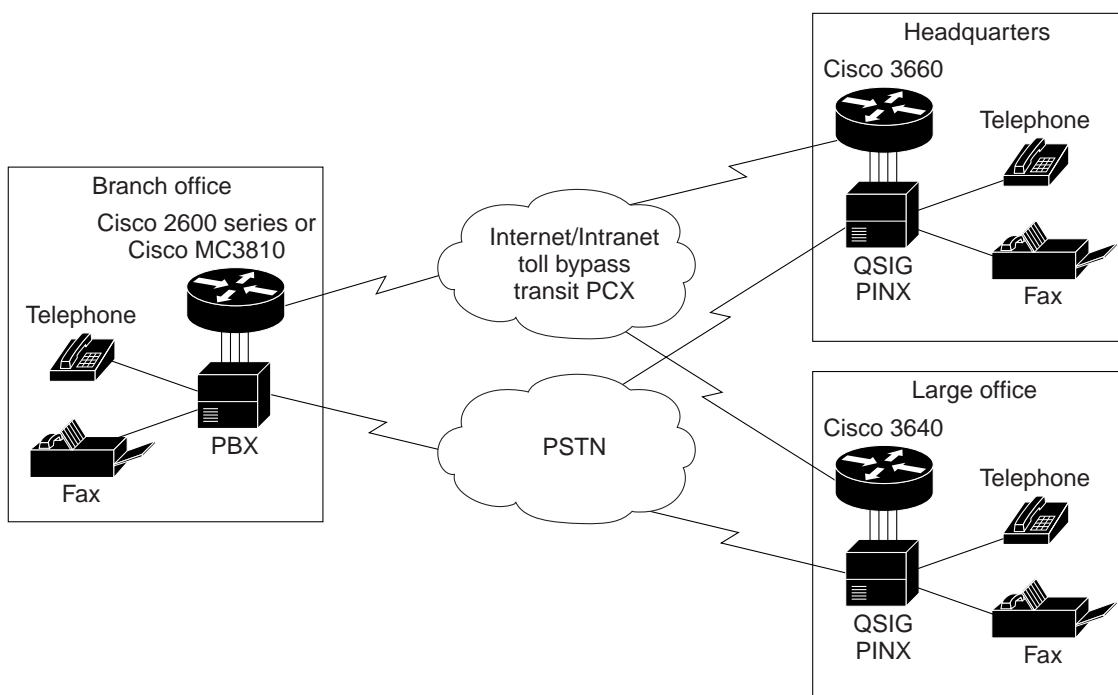 Headquarters
Cisco 3660
Telephone
QSIG
PINX
Fax
Branch office
Cisco 2600 series or
Cisco MC3810
Telephone
PBX
Fax
Internet/Intranet
toll bypass
transit PCX
PSTN
Large office
Cisco 3640
Telephone
QSIG
PINX
Fax